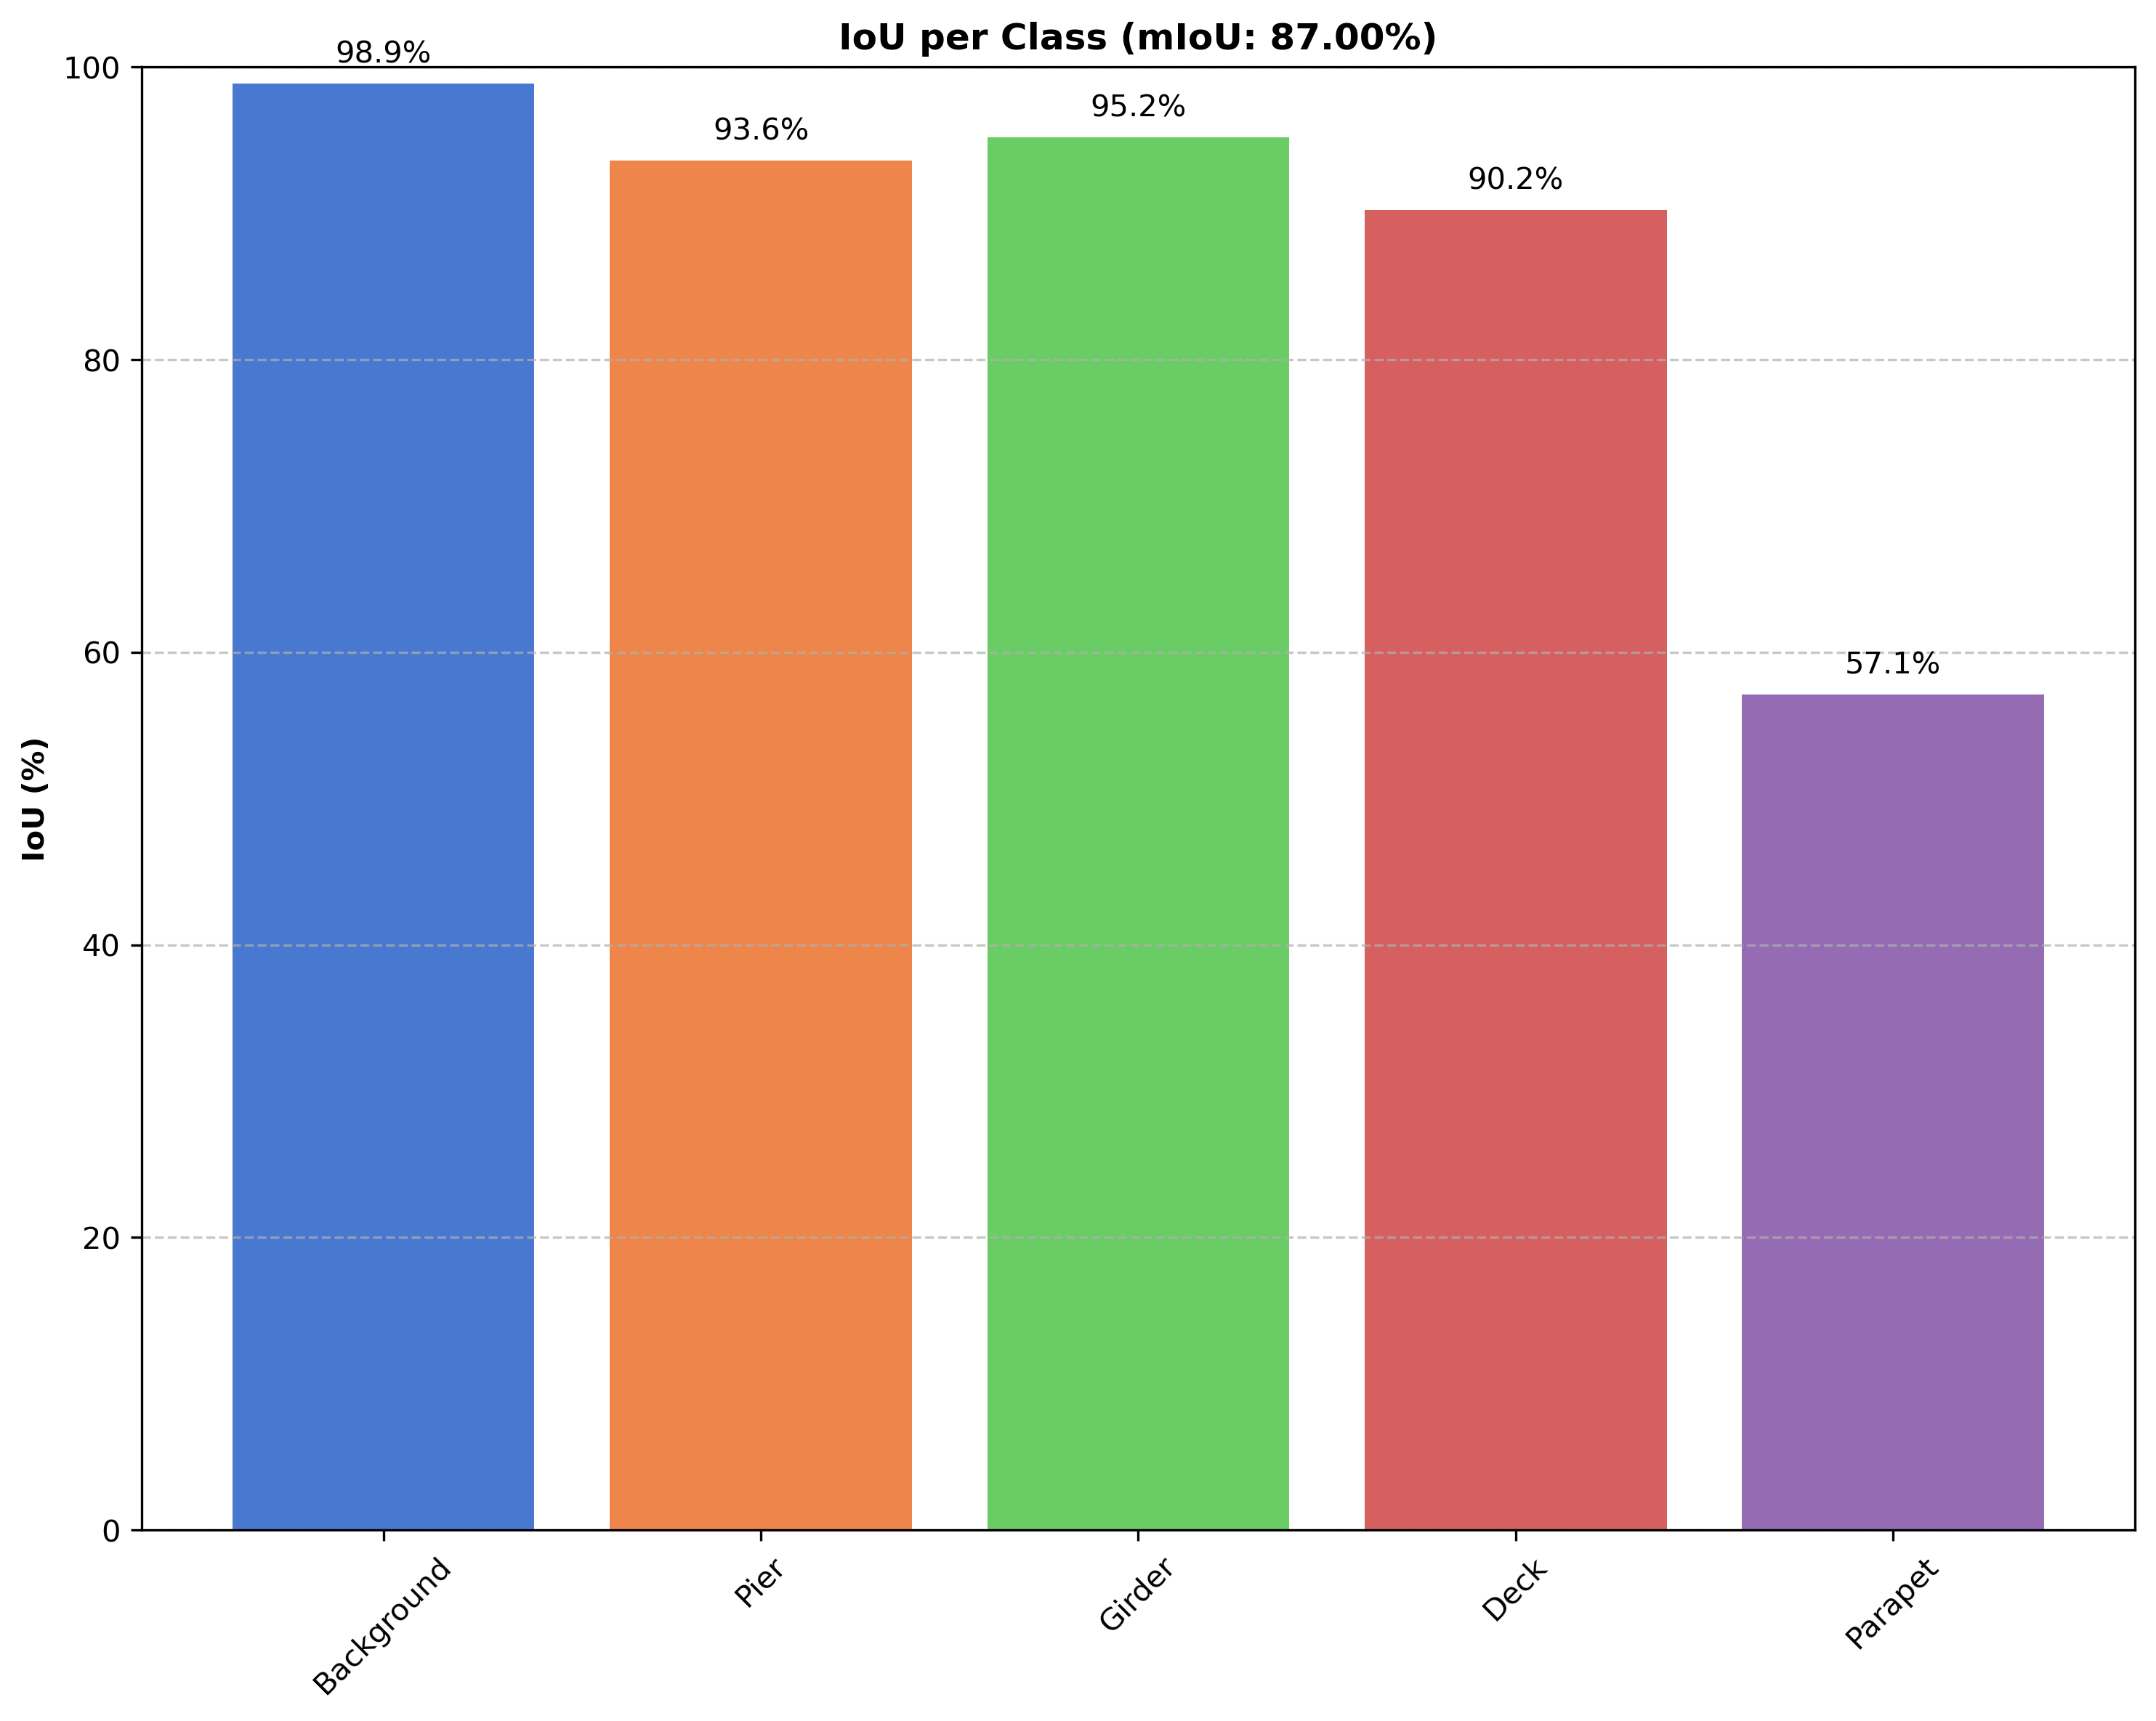 IoU per Class (mIoU: 87.00%)
98.9%
93.6%
95.2%
90.2%
57.1%
100
80
60
40
20
0
IoU (%)
Background
Pier
Girder
Deck
Parapet